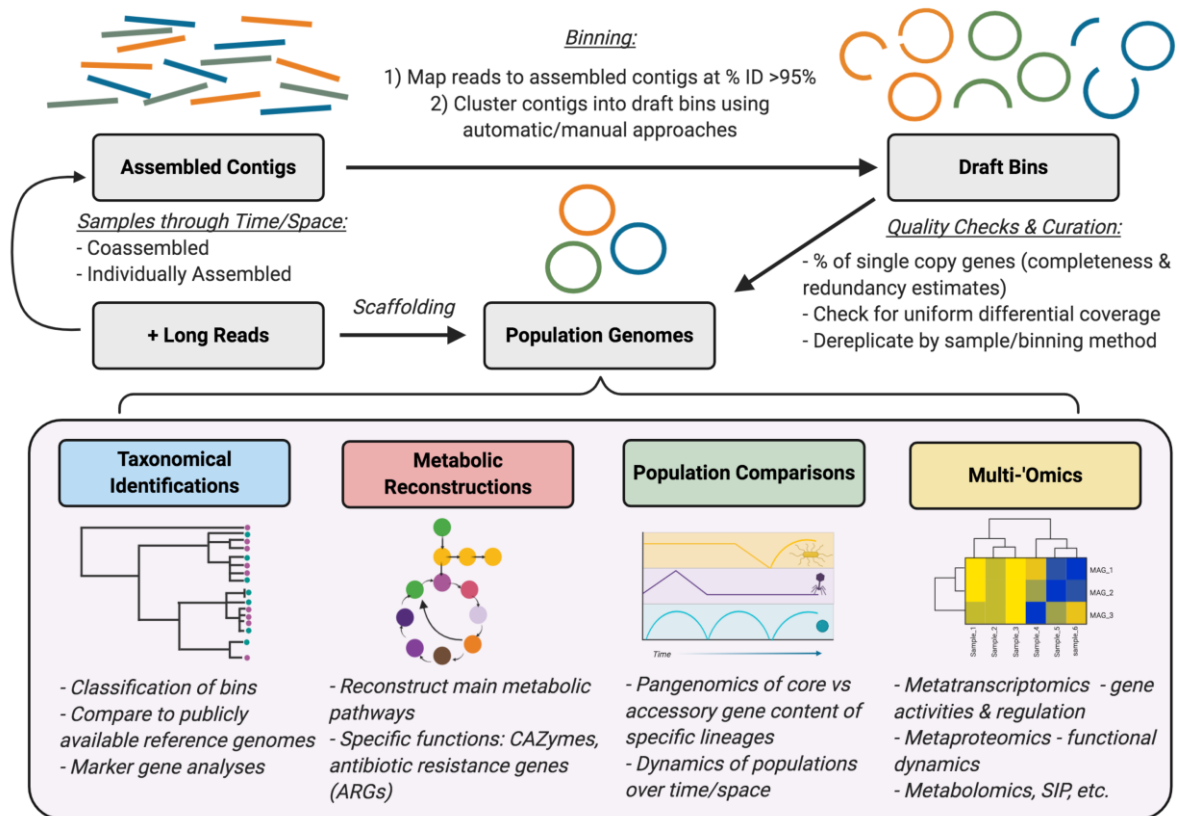 Binning:
1) Map reads to assembled contigs at % ID >95%
2) Cluster contigs into draft bins using
automatic/manual approaches
Assembled Contigs
Draft Bins
Samples through Time/Space:
- Coassembled
- Individually Assembled
Quality Checks & Curation:
- % of single copy genes (completeness &
redundancy estimates)
- Check for uniform differential coverage
- Dereplicate by sample/binning method
+ Long Reads
Scaffolding
Population Genomes
Taxonomical
Identifications
- Classification of bins
- Compare to publicly
available reference genomes
- Marker gene analyses
Metabolic
Reconstructions
- Reconstruct main metabolic
pathways
- Specific functions: CAZymes,
antibiotic resistance genes
(ARGs)
Population Comparisons
Time
- Pangenomics of core vs
accessory gene content of
specific lineages
- Dynamics of populations
over time/space
Multi-'Omics
MAG_1
MAG_2
MAG_3
Sample_1
Sample_2
Sample_3
Sample_4
Sample_5
sample_6
- Metatranscriptomics - gene
activities & regulation
- Metaproteomics - functional
dynamics
- Metabolomics, SIP, etc.